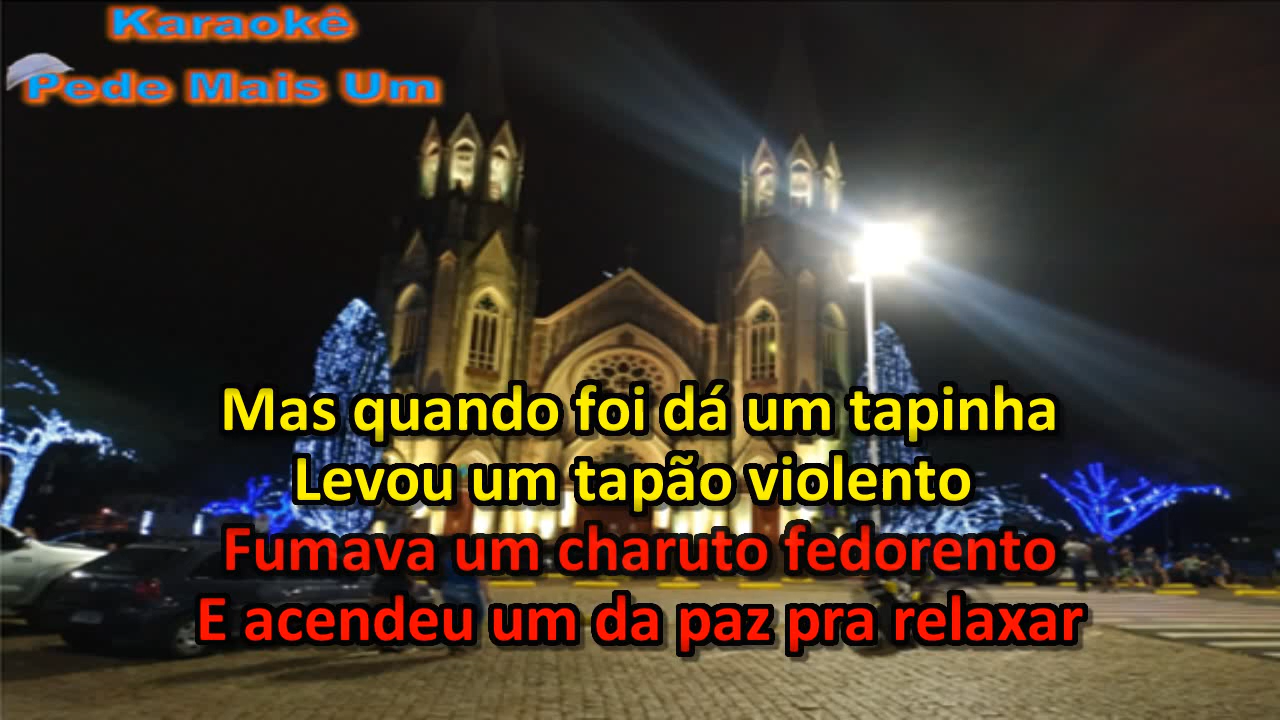 Karaokê
Pede Mais Um
Mas quando foi dá um tapinha
Levou um tapão violento
Fumava um charuto fedorento
E acendeu um da paz pra relaxar